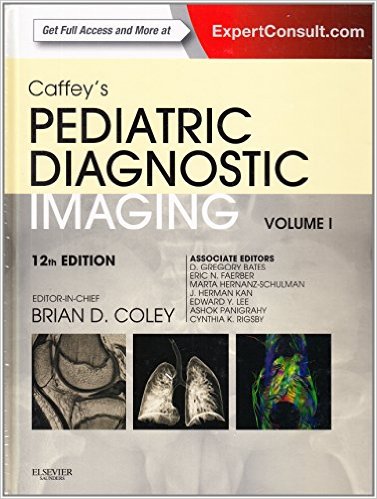 Get Full Access and More at
ExpertConsult.com
Caffey's
PEDIATRIC
DIAGNOSTIC
IMAGING
VOLUME I
12th EDITION
EDITOR-IN-CHIEF
BRIAN D. COLEY
ASSOCIATE EDITORS
D. GREGORY BATES
ERIC N. FAERBER
MARTA HERNANZ-SCHULMAN
J. HERMAN KAN
EDWARD Y. LEE
ASHOK PANIGRAHY
CYNTHIA K. RIGSBY
ELSEVIER
SAUNDERS